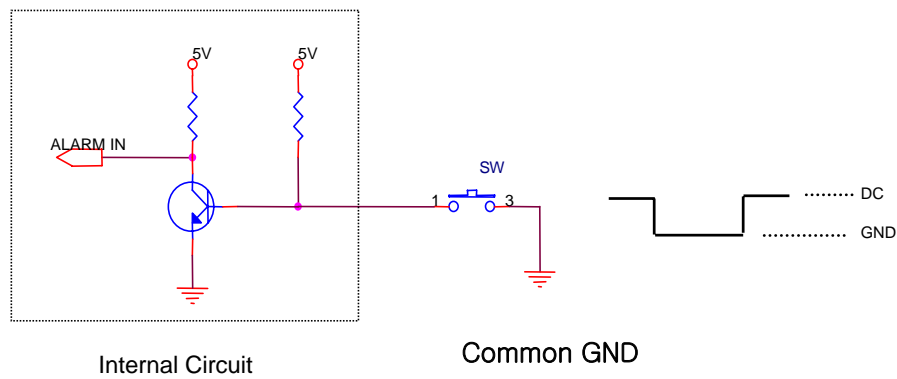 5V
5V
ALARM IN
SW
1
3
DC
GND
Internal Circuit
Common GND